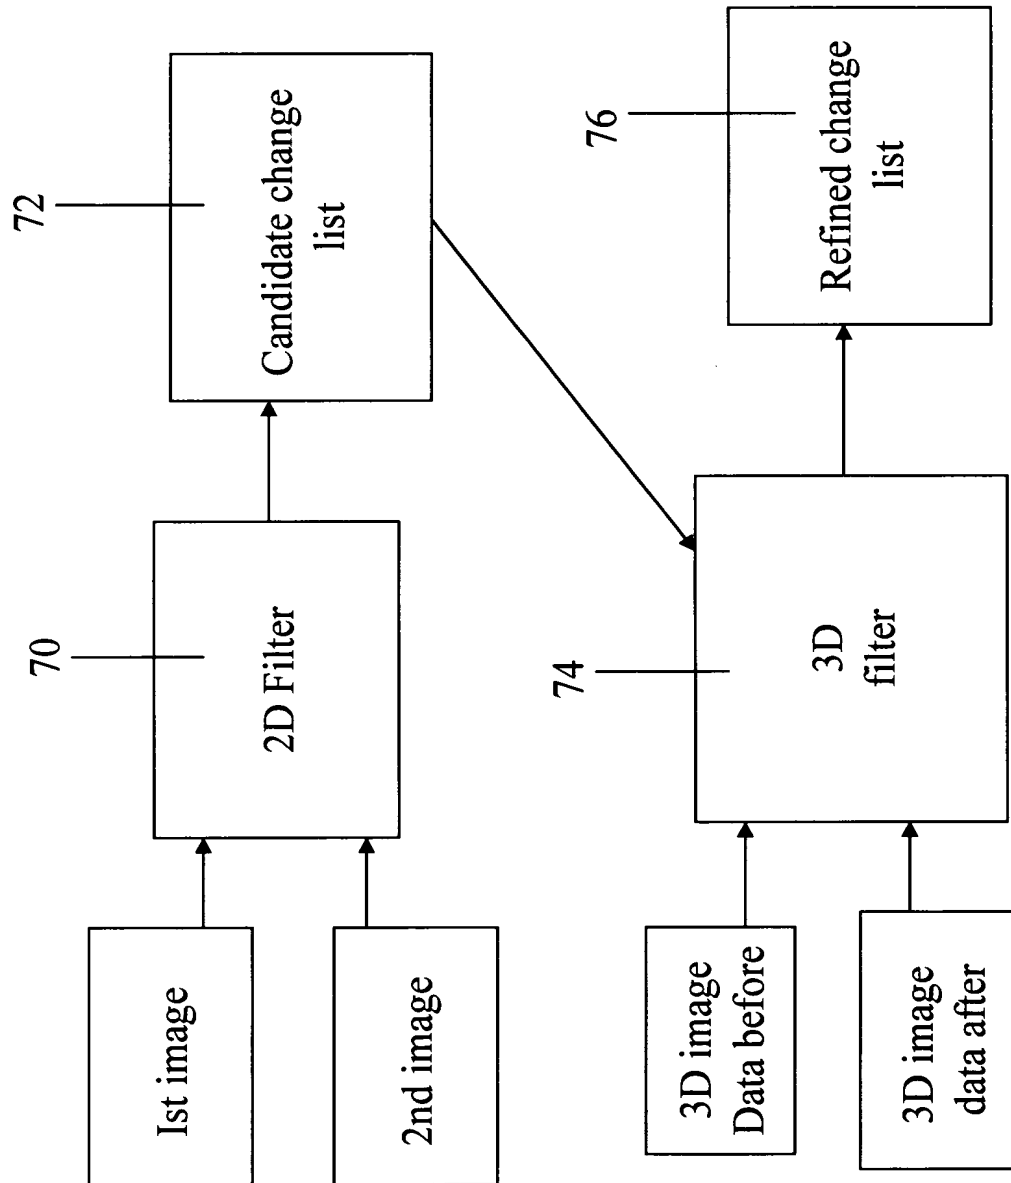 72
Candidate change
list
70
2D Filter
Ist image
2nd image
76
Refined change
list
74
3D
filter
3D image
Data before
3D image
data after